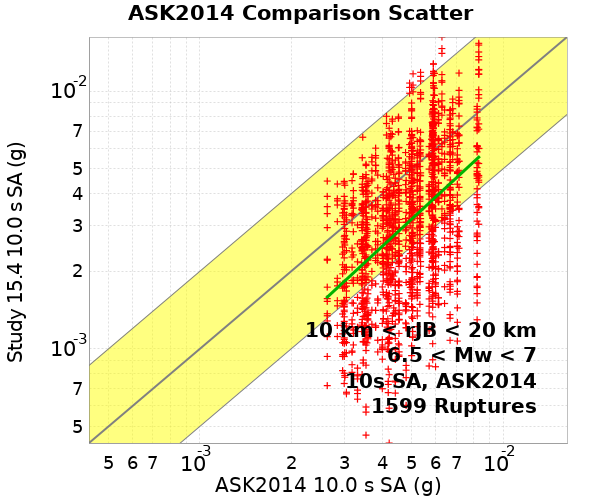 ASK2014 Comparison Scatter
Study 15.4 10.0 s SA (g)
10-2
7
5
4
3
2
10-3
7
5
10 km < rJB < 20 km
6.5 < Mw < 7
10s SA, ASK2014
1599 Ruptures
5 6 7 10-3 2 3 4 5 6 7 10-2
ASK2014 10.0 s SA (g)